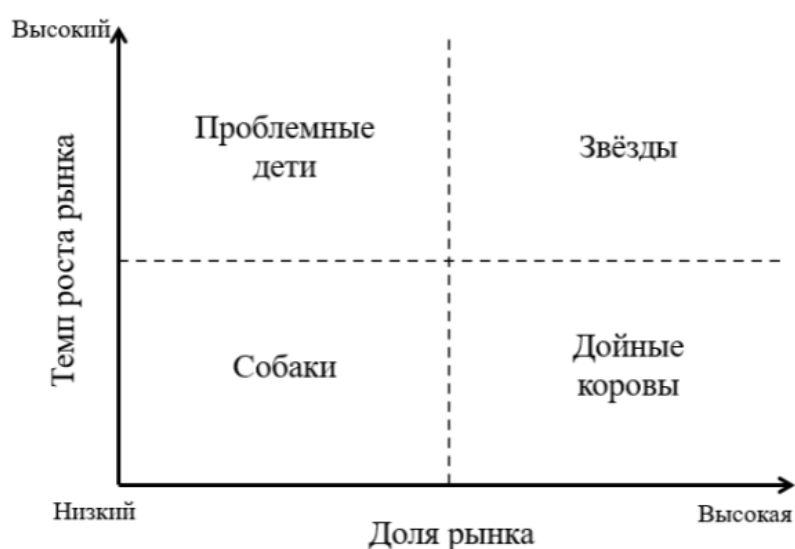 Высокий
Проблемные
дети
Звёзды
Темп роста рынка
Собаки
Дойные
коровы
Низкий
Высокая
Доля рынка